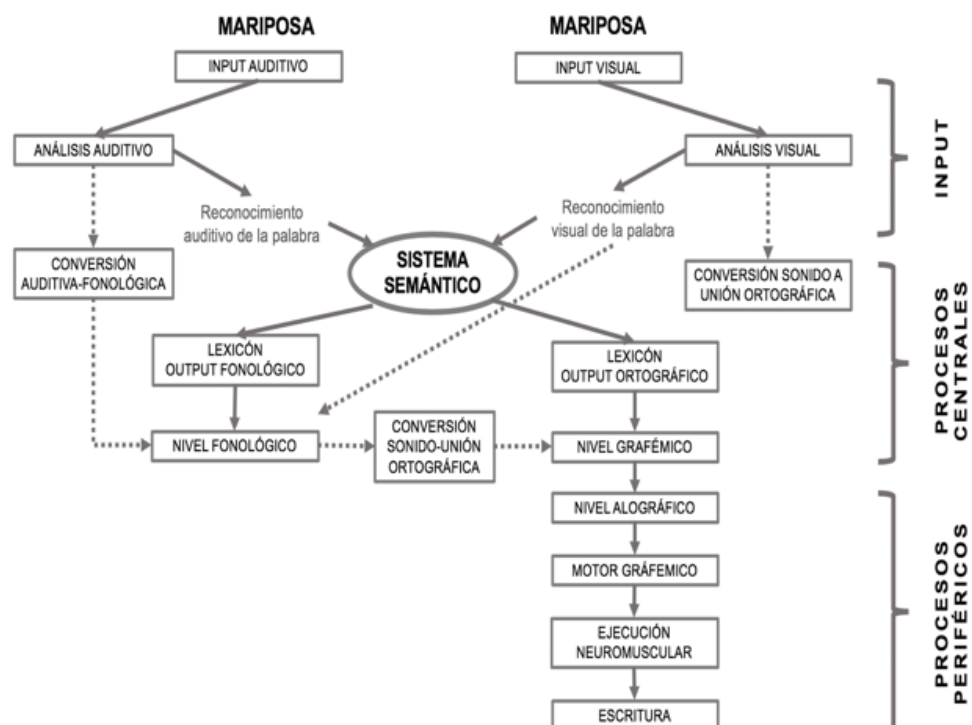 MARIPOSA
MARIPOSA
INPUT AUDITIVO
INPUT VISUAL
ANÁLISIS AUDITIVO
ANÁLISIS VISUAL
INPUT
Reconocimiento
auditivo de la palabra
Reconocimiento
visual de la palabra
CONVERSIÓN
AUDITIVA-FONOLÓGICA
SISTEMA
SEMÁNTICO
CONVERSIÓN SONIDO A
UNIÓN ORTOGRÁFICA
LEXICÓN
OUTPUT FONOLÓGICO
LEXICÓN
OUTPUT ORTOGRÁFICO
PROCESOS
CENTRALES
NIVEL FONOLÓGICO
CONVERSIÓN
SONIDO-UNIÓN
ORTOGRÁFICA
NIVEL GRAFÉMICO
NIVEL ALOGRÁFICO
MOTOR GRÁFEMICO
EJECUCIÓN
NEUROMUSCULAR
ESCRITURA
PROCESOS
PERIFÉRICOS